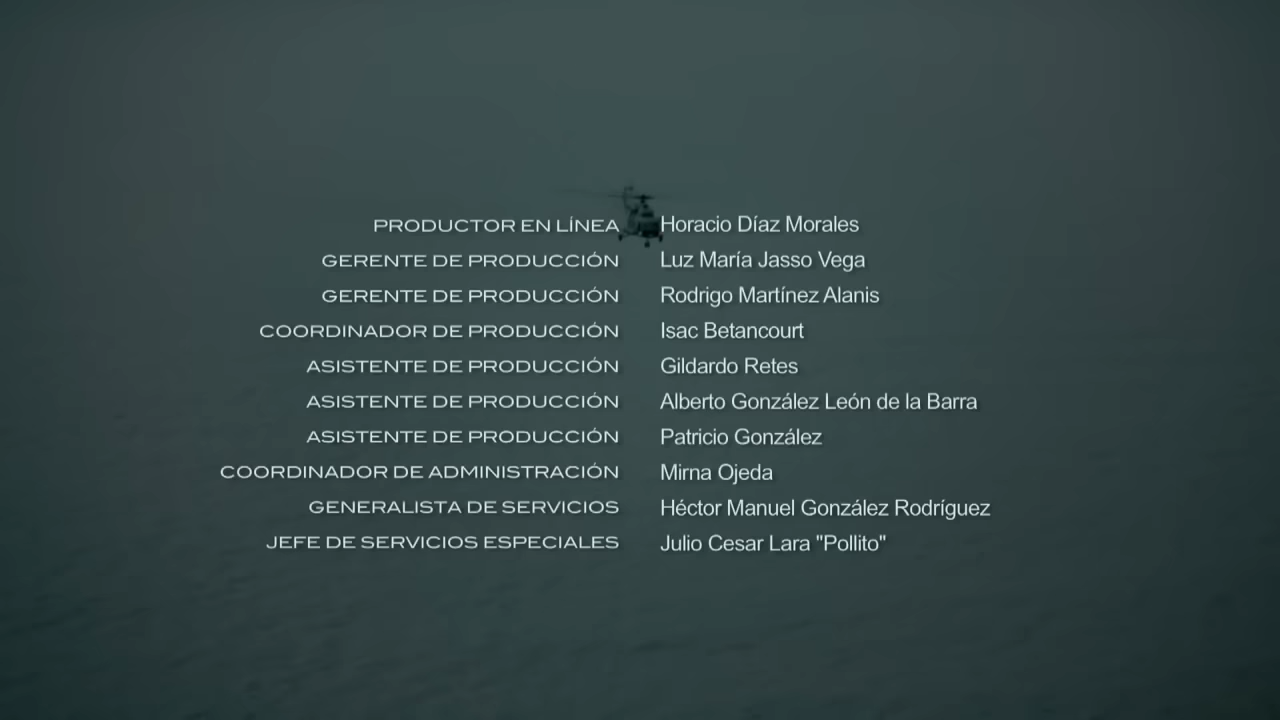 PRODUCTOR EN LÍNEA Horacio Díaz Morales
GERENTE DE PRODUCCIÓN Luz María Jasso Vega
GERENTE DE PRODUCCIÓN Rodrigo Martínez Alanis
COORDINADOR DE PRODUCCIÓN Isac Betancourt
ASISTENTE DE PRODUCCIÓN Gildardo Retes
ASISTENTE DE PRODUCCIÓN Alberto González León de la Barra
ASISTENTE DE PRODUCCIÓN Patricio González
COORDINADOR DE ADMINISTRACIÓN Mirna Ojeda
GENERALISTA DE SERVICIOS Héctor Manuel González Rodríguez
JEFE DE SERVICIOS ESPECIALES Julio Cesar Lara "Pollito"